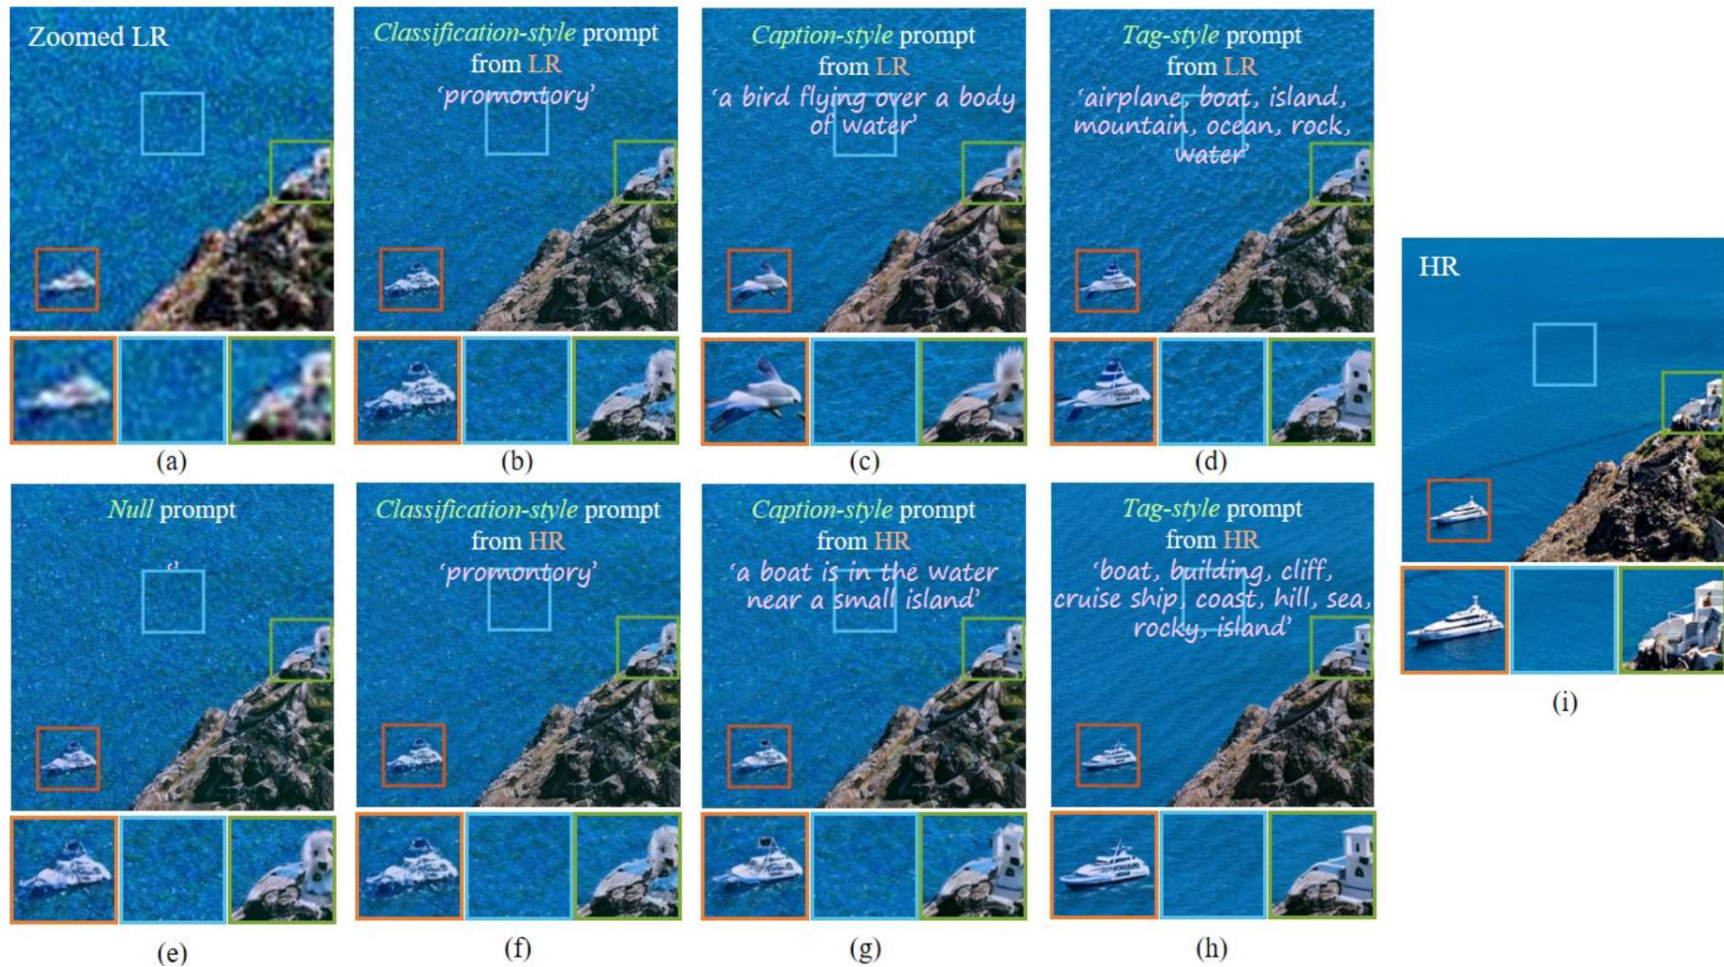 Zoomed LR
Classification-style prompt
from LR
‘promontory’
Caption-style prompt
from LR
‘a bird flying over a body
of water’
Tag-style prompt
from LR
‘airplane, boat, island,
mountain, ocean, rock,
water’
(a)
(b)
(c)
(d)
HR
(i)
Null prompt
‘’
Classification-style prompt
from HR
‘promontory’
Caption-style prompt
from HR
‘a boat is in the water
near a small island’
Tag-style prompt
from HR
‘boat, building, cliff,
cruise ship, coast, hill, sea,
rocky, island’
(e)
(f)
(g)
(h)